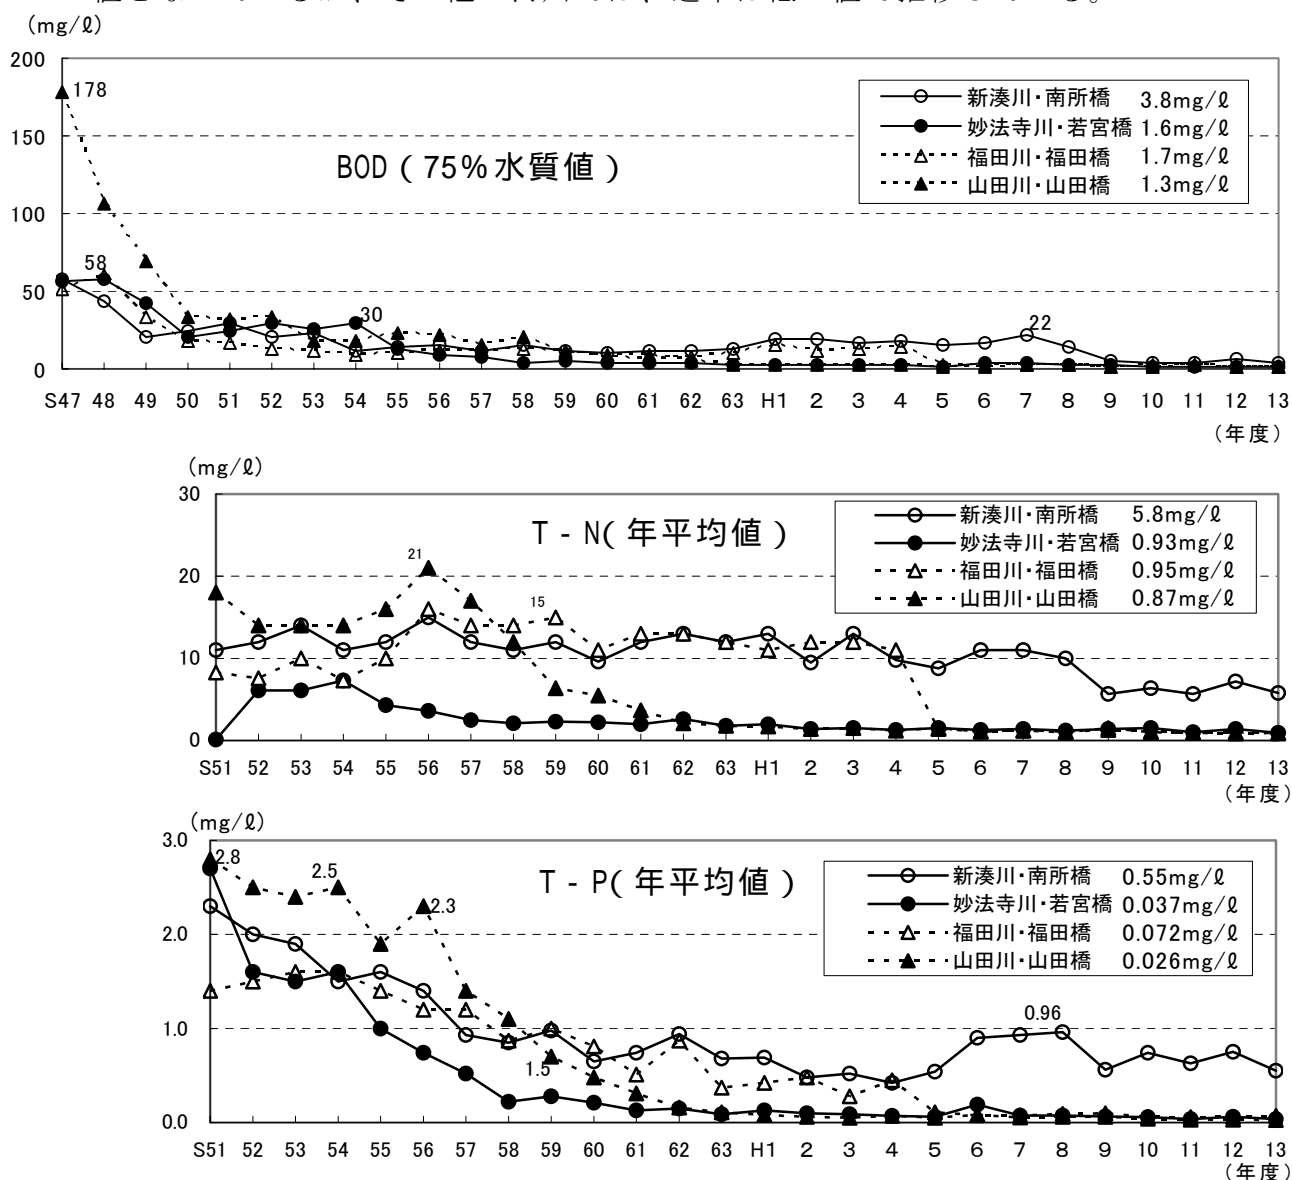 (mg/ℓ)
200
150
100
50
0
178
58
30
22
BOD(75%水質値)
新湊川・南所橋 3.8mg/ℓ
妙法寺川・若宮橋 1.6mg/ℓ
福田川・福田橋 1.7mg/ℓ
山田川・山田橋 1.3mg/ℓ
S47 48 49 50 51 52 53 54 55 56 57 58 59 60 61 62 63 H1 2 3 4 5 6 7 8 9 10 11 12 13
(年度)
(mg/ℓ)
30
20
10
0
21
15
T-N(年平均値)
新湊川・南所橋 5.8mg/ℓ
妙法寺川・若宮橋 0.93mg/ℓ
福田川・福田橋 0.95mg/ℓ
山田川・山田橋 0.87mg/ℓ
S51 52 53 54 55 56 57 58 59 60 61 62 63 H1 2 3 4 5 6 7 8 9 10 11 12 13
(年度)
(mg/ℓ)
3.0
2.0
1.0
0.0
2.8
2.5
2.3
1.5
0.96
T-P(年平均値)
新湊川・南所橋 0.55mg/ℓ
妙法寺川・若宮橋 0.037mg/ℓ
福田川・福田橋 0.072mg/ℓ
山田川・山田橋 0.026mg/ℓ
S51 52 53 54 55 56 57 58 59 60 61 62 63 H1 2 3 4 5 6 7 8 9 10 11 12 13
(年度)